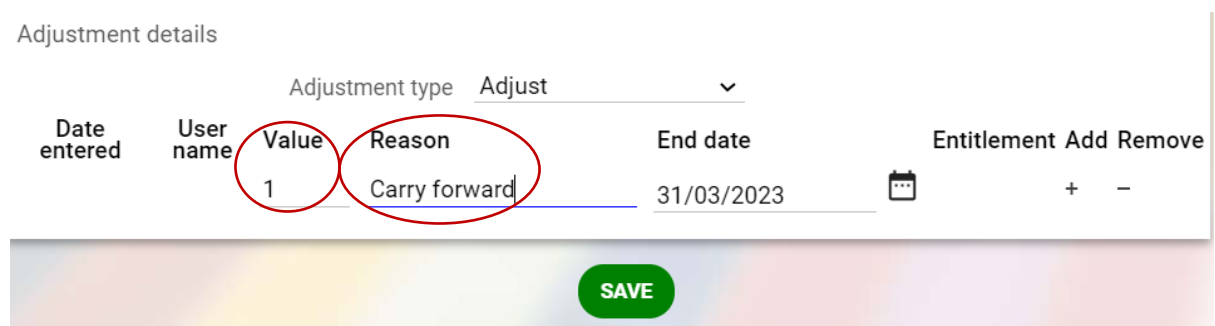 Adjustment details
Adjustment type Adjust
Date entered User name Value Reason End date Entitlement Add Remove
1 Carry forward 31/03/2023 + −
SAVE